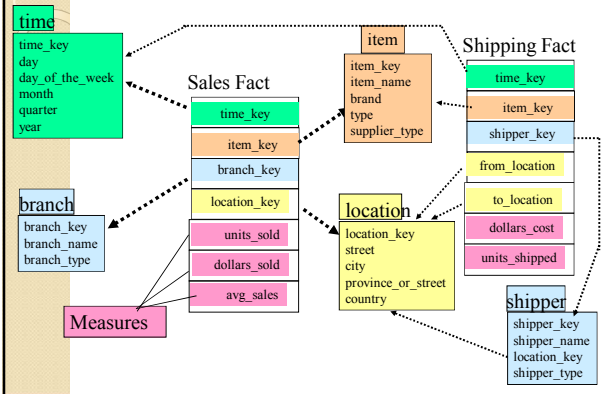 time
time_key
day
day_of_the_week
month
quarter
year
Sales Fact
time_key
item_key
branch_key
location_key
units_sold
dollars_sold
avg_sales
Measures
branch
branch_key
branch_name
branch_type
item
item_key
item_name
brand
type
supplier_type
location
location_key
street
city
province_or_street
country
Shipping Fact
time_key
item_key
shipper_key
from_location
to_location
dollars_cost
units_shipped
shipper
shipper_key
shipper_name
location_key
shipper_type